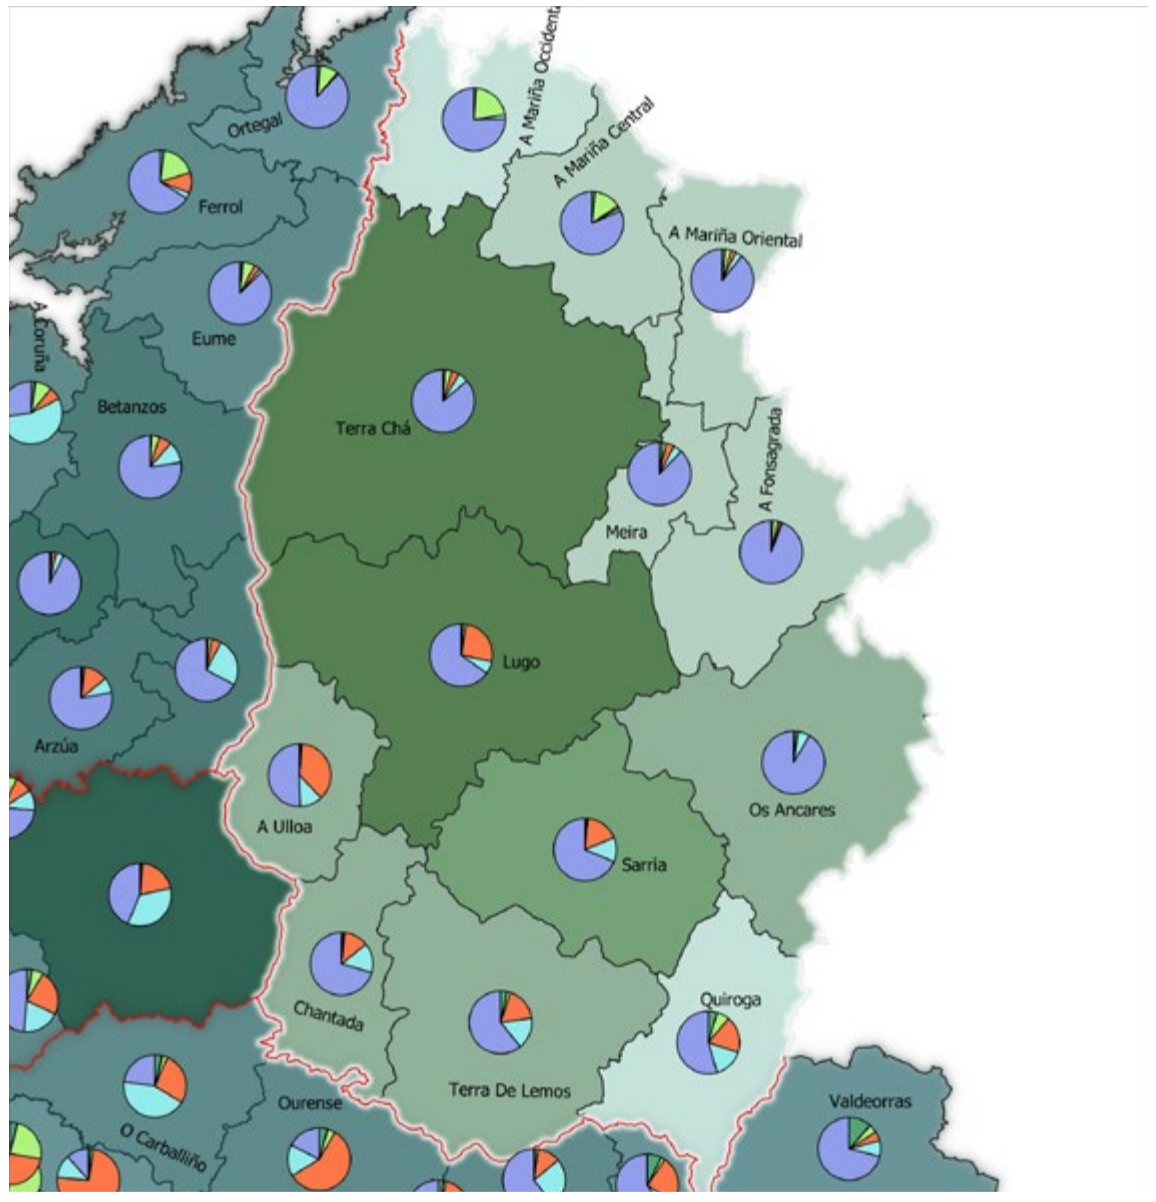 A Mariña Occident
A Mariña Central
Ortegal
Ferrol
A Mariña Oriental
A Coruña
Eume
Betanzos
Terra Chá
A Fonsagrada
Meira
Lugo
Arzúa
A Ulloa
Os Ancares
Sarria
Chantada
Quiroga
Terra De Lemos
Ourense
Valdeorras
O Carballiño